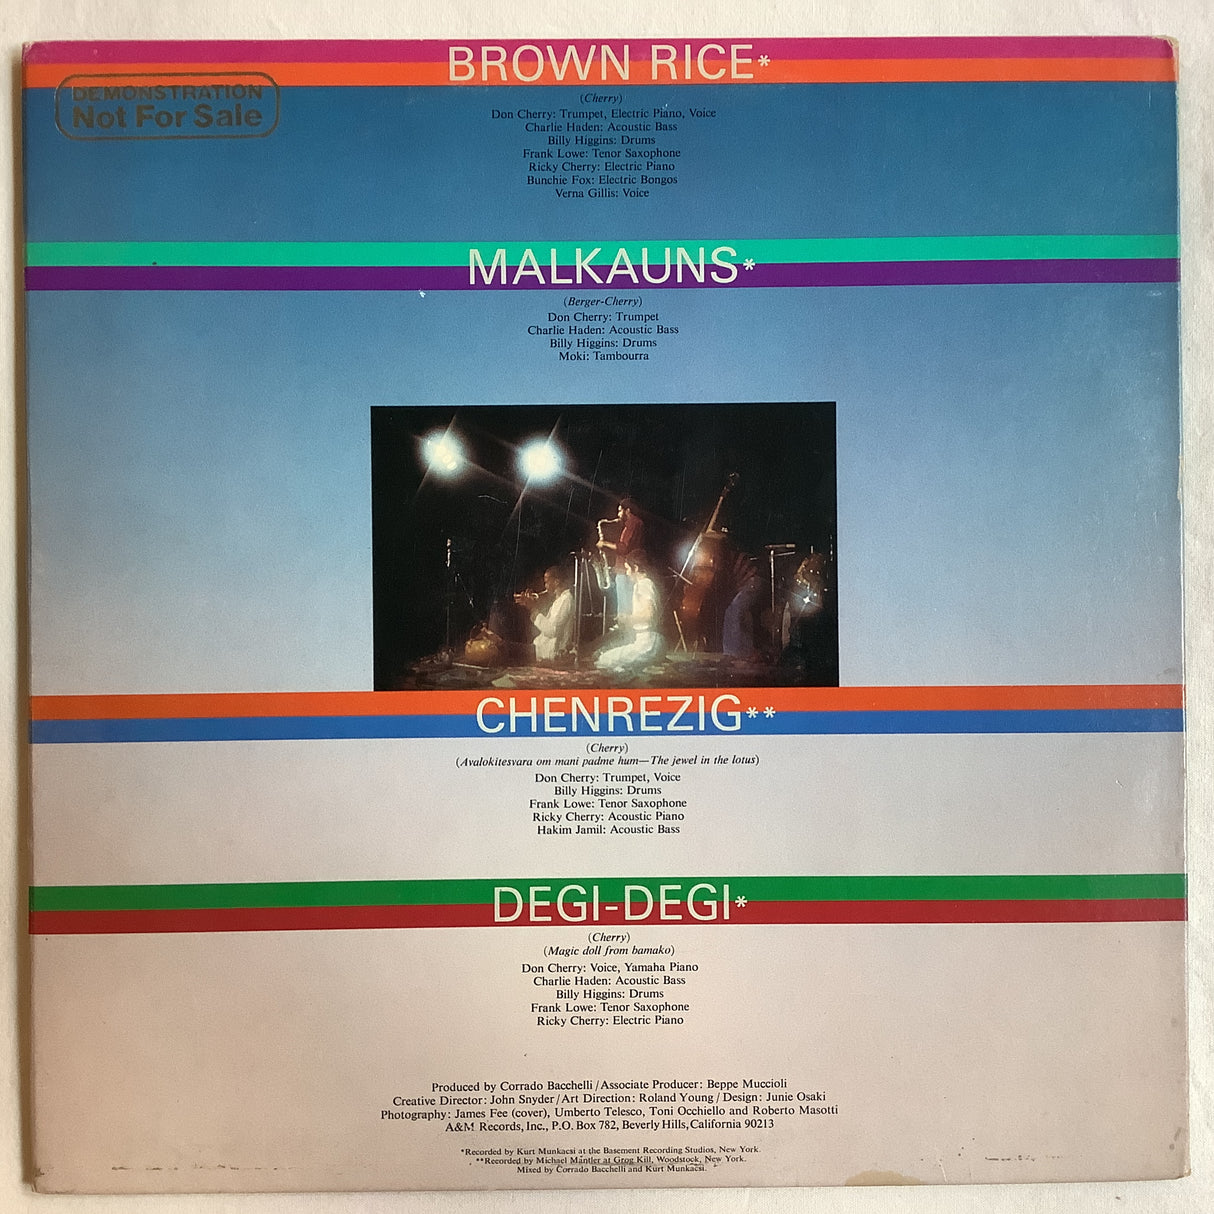 BROWN RICE*
DEMONSTRATION
Not For Sale
(Cherry)
Don Cherry: Trumpet, Electric Piano, Voice
Charlie Haden: Acoustic Bass
Billy Higgins: Drums
Frank Lowe: Tenor Saxophone
Ricky Cherry: Electric Piano
Bunchie Fox: Electric Bongos
Verna Gillis: Voice
MALKAUNS*
(Berger-Cherry)
Don Cherry: Trumpet
Charlie Haden: Acoustic Bass
Billy Higgins: Drums
Moki: Tambourra
CHENREZIG**
(Cherry)
(Avalokitesvara om mani padme hum—The jewel in the lotus)
Don Cherry: Trumpet, Voice
Billy Higgins: Drums
Frank Lowe: Tenor Saxophone
Ricky Cherry: Acoustic Piano
Hakim Jamil: Acoustic Bass
DEGI-DEGI*
(Cherry)
(Magic doll from bamako)
Don Cherry: Voice, Yamaha Piano
Charlie Haden: Acoustic Bass
Billy Higgins: Drums
Frank Lowe: Tenor Saxophone
Ricky Cherry: Electric Piano
Produced by Corrado Bacchelli/Associate Producer: Beppe Muccioli
Creative Director: John Snyder/Art Direction: Roland Young/Design: Junie Osaki
Photography: James Fee (cover), Umberto Telesco, Toni Occhiello and Roberto Masotti
A&M Records, Inc., P.O. Box 782, Beverly Hills, California 90213
*Recorded by Kurt Munkacsi at the Basement Recording Studios, New York.
**Recorded by Michael Mantler at Grog Kill, Woodstock, New York.
Mixed by Corrado Bacchelli and Kurt Munkacsi.